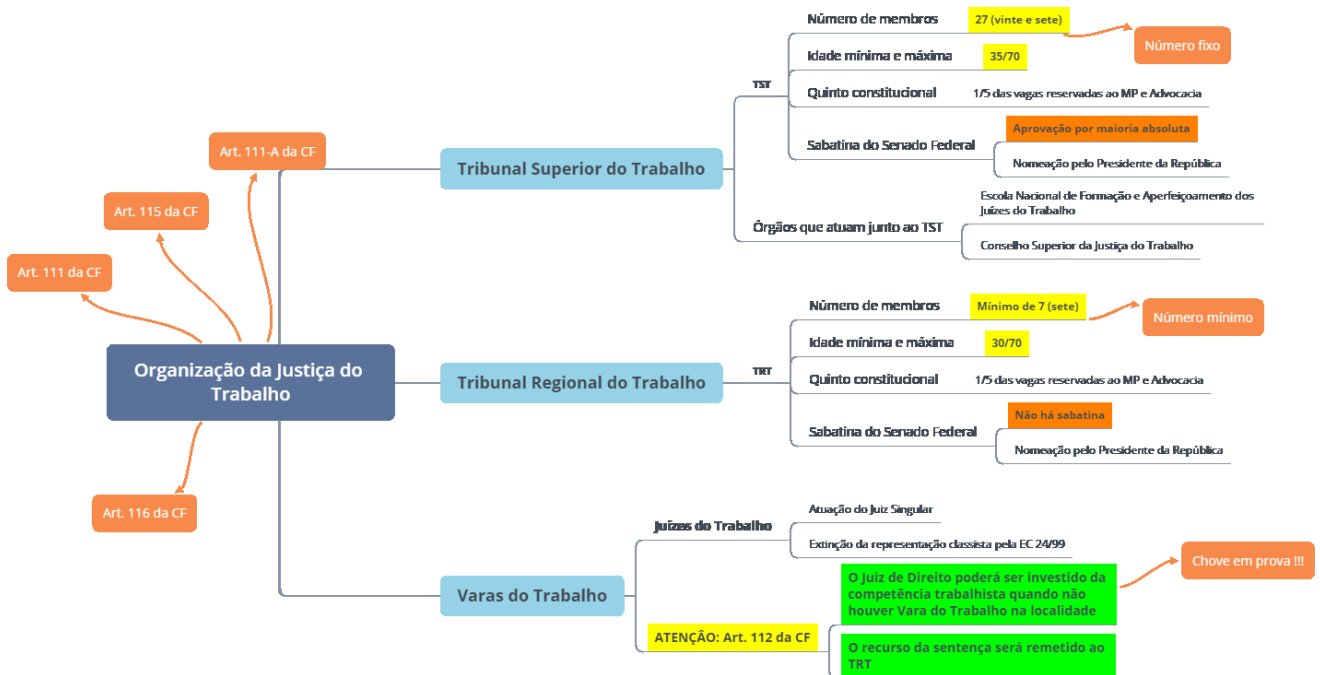 Número de membros
27 (vinte e sete)
Número fixo
Idade mínima e máxima
35/70
TST
Quinto constitucional
1/5 das vagas reservadas ao MP e Advocacia
Aprovação por maioria absoluta
Sabatina do Senado Federal
Nomeação pelo Presidente da República
Art. 111-A da CF
Tribunal Superior do Trabalho
Escola Nacional de Formação e Aperfeiçoamento dos
Juízes do Trabalho
Art. 115 da CF
Órgãos que atuam junto ao TST
Conselho Superior da Justiça do Trabalho
Art. 111 da CF
Número de membros
Mínimo de 7 (sete)
Número mínimo
Idade mínima e máxima
30/70
Organização da Justiça do
Trabalho
Tribunal Regional do Trabalho
TRT
Quinto constitucional
1/5 das vagas reservadas ao MP e Advocacia
Não há sabatina
Sabatina do Senado Federal
Nomeação pelo Presidente da República
Art. 116 da CF
Atuação do Juiz Singular
Juízes do Trabalho
Extinção da representação classista pela EC 24/99
Chove em prova !!!
Varas do Trabalho
O Juiz de Direito poderá ser investido da
competência trabalhista quando não
houver Vara do Trabalho na localidade
ATENÇÂO: Art. 112 da CF
O recurso da sentença será remetido ao
TRT